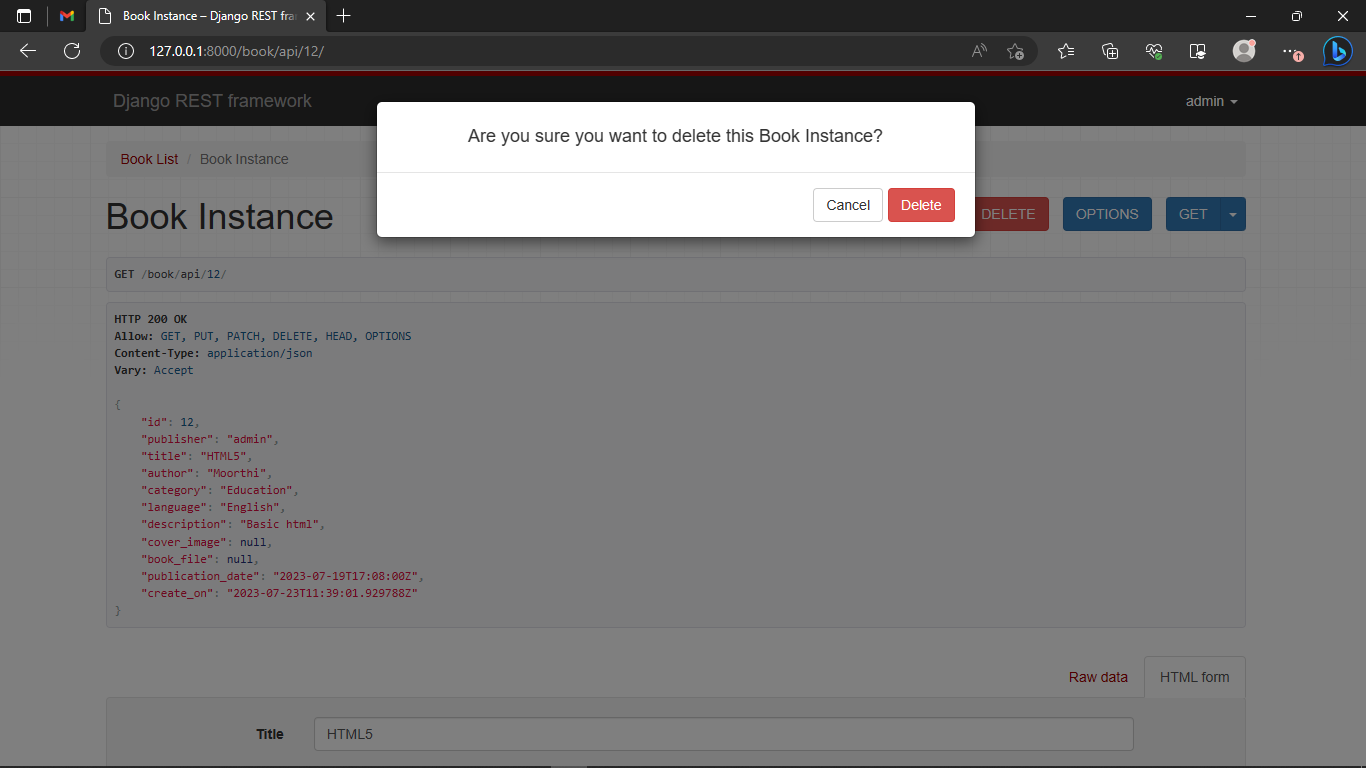 Book Instance – Django REST fra
127.0.0.1:8000/book/api/12/
Django REST framework
admin
Are you sure you want to delete this Book Instance?
Cancel
Delete
Book List / Book Instance
Book Instance
DELETE
OPTIONS
GET
GET /book/api/12/
HTTP 200 OK
Allow: GET, PUT, PATCH, DELETE, HEAD, OPTIONS
Content-Type: application/json
Vary: Accept
{
"id": 12,
"publisher": "admin",
"title": "HTML5",
"author": "Moorthi",
"category": "Education",
"language": "English",
"description": "Basic html",
"cover_image": null,
"book_file": null,
"publication_date": "2023-07-19T17:08:00Z",
"create_on": "2023-07-23T11:39:01.929788Z"
}
Raw data
HTML form
Title
HTML5